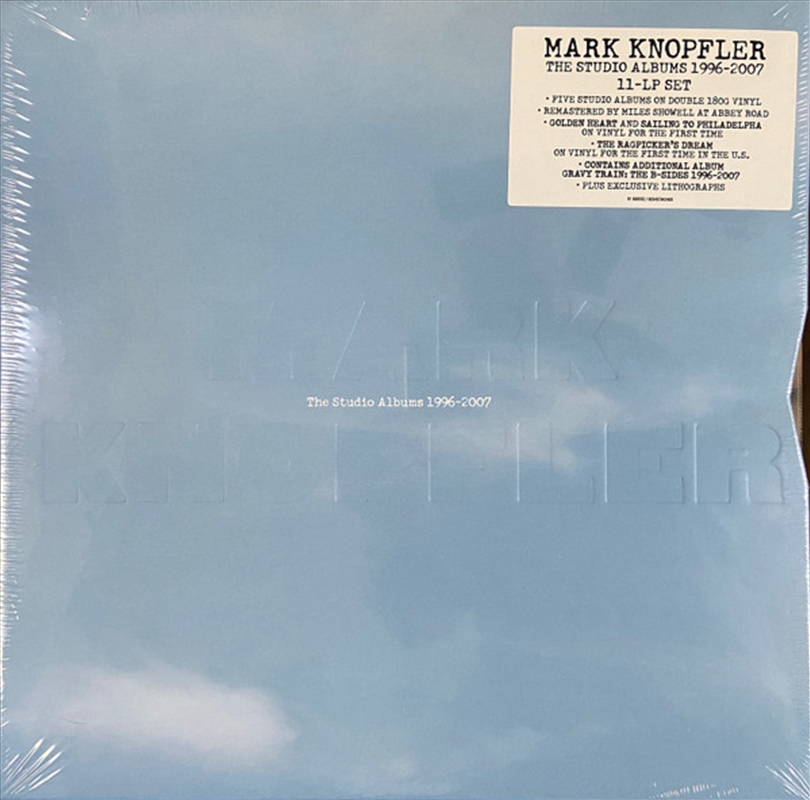 MARK KNOPFLER
THE STUDIO ALBUMS 1996-2007
11-LP SET
• FIVE STUDIO ALBUMS ON DOUBLE 180G VINYL
• REMASTERED BY MILES SHOWELL AT ABBEY ROAD
• GOLDEN HEART AND SAILING TO PHILADELPHA
ON VINYL FOR THE FIRST TIME
• THE RAGPICKER'S DREAM
ON VINYL FOR THE FIRST TIME IN THE U.S.
• CONTAINS ADDITIONAL ALBUM
GRAVY TRAIN: THE B-SIDES 1996-2007
• PLUS EXCLUSIVE LITHOGRAPHS
MARK
The Studio Albums 1996-2007
KNOPFLER